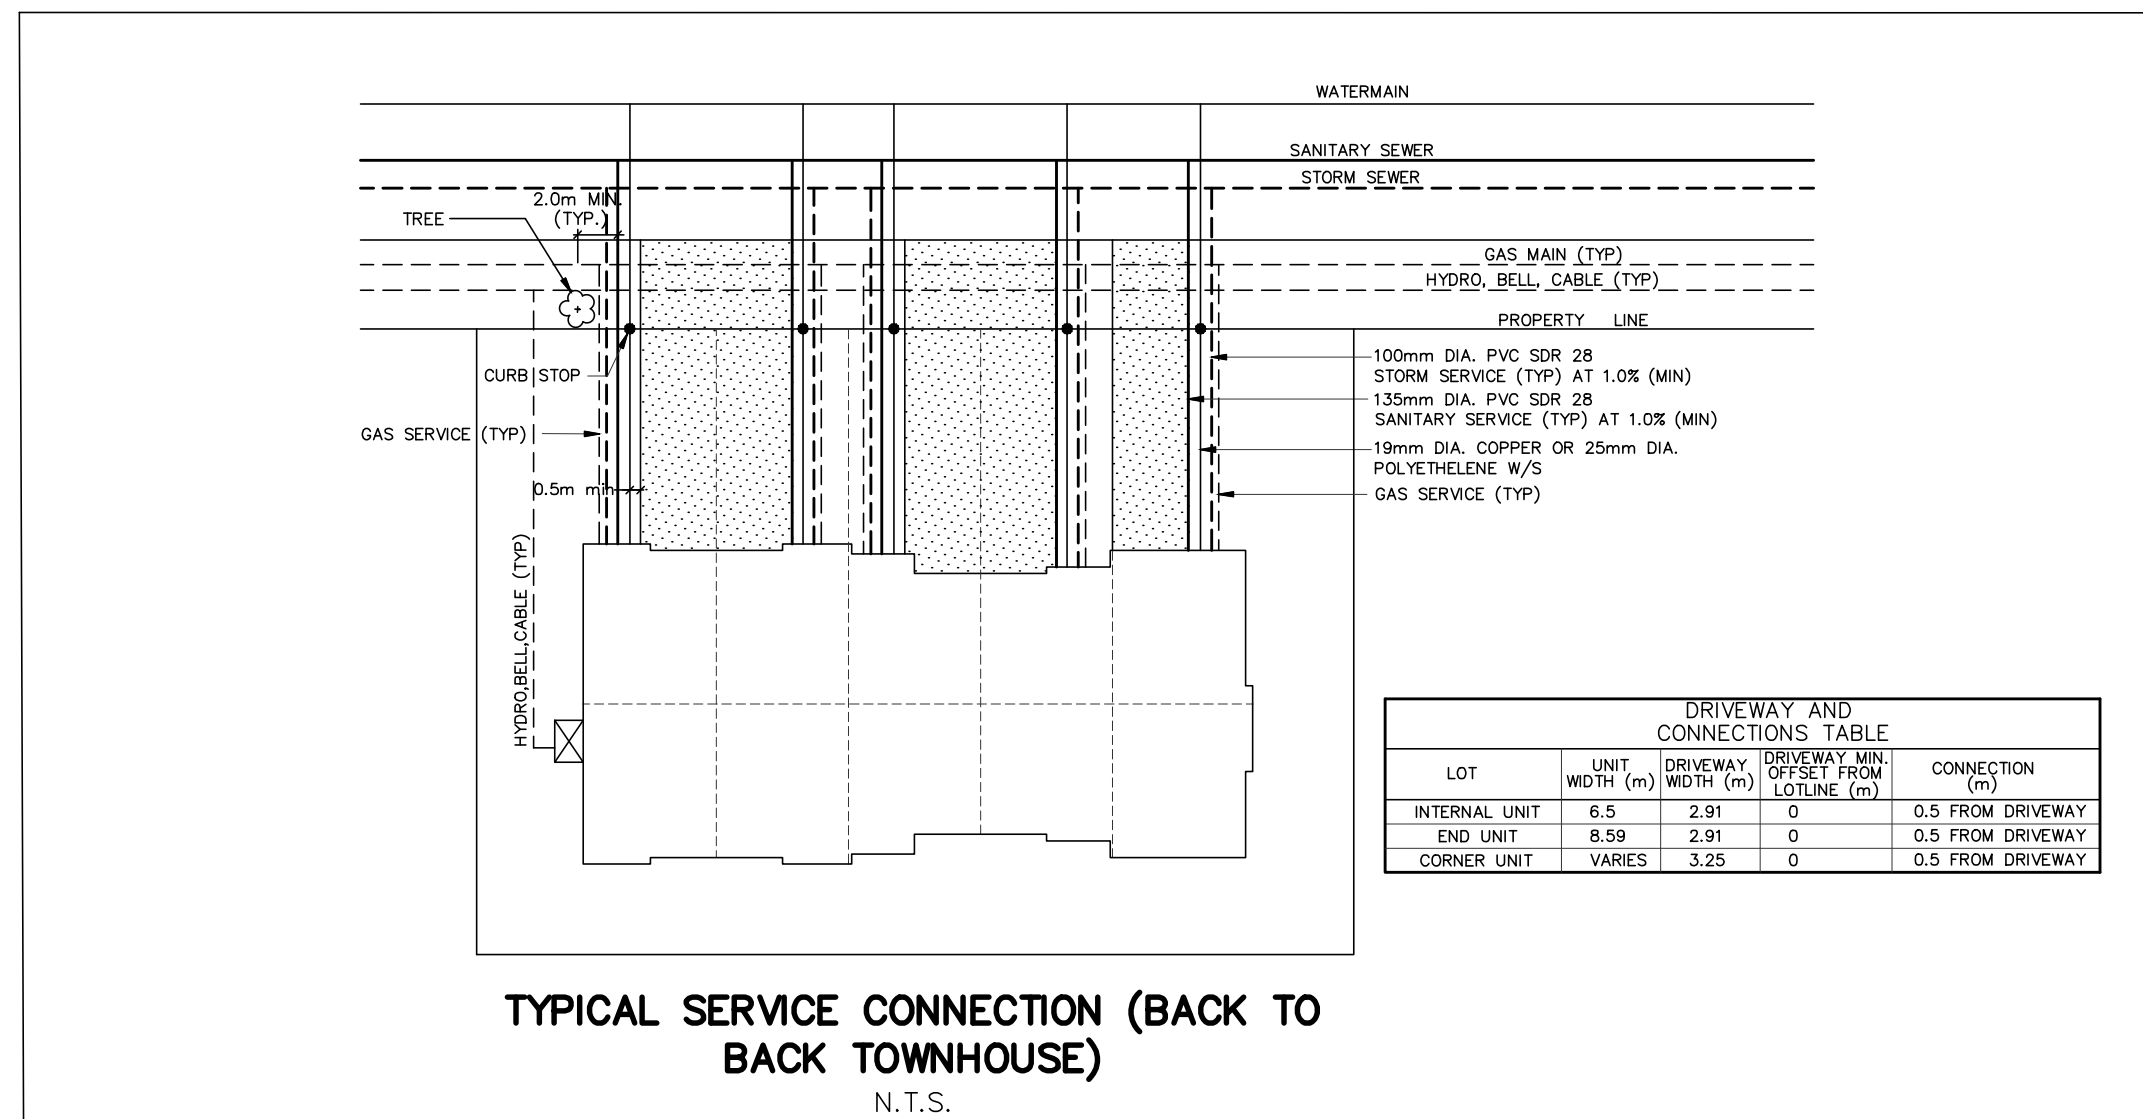 WATERMAIN
SANITARY SEWER
STORM SEWER
2.0m MIN.
(TYP.)
TREE
GAS MAIN (TYP)
HYDRO, BELL, CABLE (TYP)
PROPERTY LINE
100mm DIA. PVC SDR 28
STORM SERVICE (TYP) AT 1.0% (MIN)
CURB STOP
135mm DIA. PVC SDR 28
SANITARY SERVICE (TYP) AT 1.0% (MIN)
GAS SERVICE (TYP)
19mm DIA. COPPER OR 25mm DIA.
POLYETHELENE W/S
0.5m min
GAS SERVICE (TYP)
HYDRO,BELL,CABLE (TYP)
DRIVEWAY AND
CONNECTIONS TABLE
LOT UNIT WIDTH (m) DRIVEWAY WIDTH (m) DRIVEWAY MIN. OFFSET FROM LOTLINE (m) CONNECTION (m)
INTERNAL UNIT 6.5 2.91 0 0.5 FROM DRIVEWAY
END UNIT 8.59 2.91 0 0.5 FROM DRIVEWAY
CORNER UNIT VARIES 3.25 0 0.5 FROM DRIVEWAY
TYPICAL SERVICE CONNECTION (BACK TO
BACK TOWNHOUSE)
N.T.S.